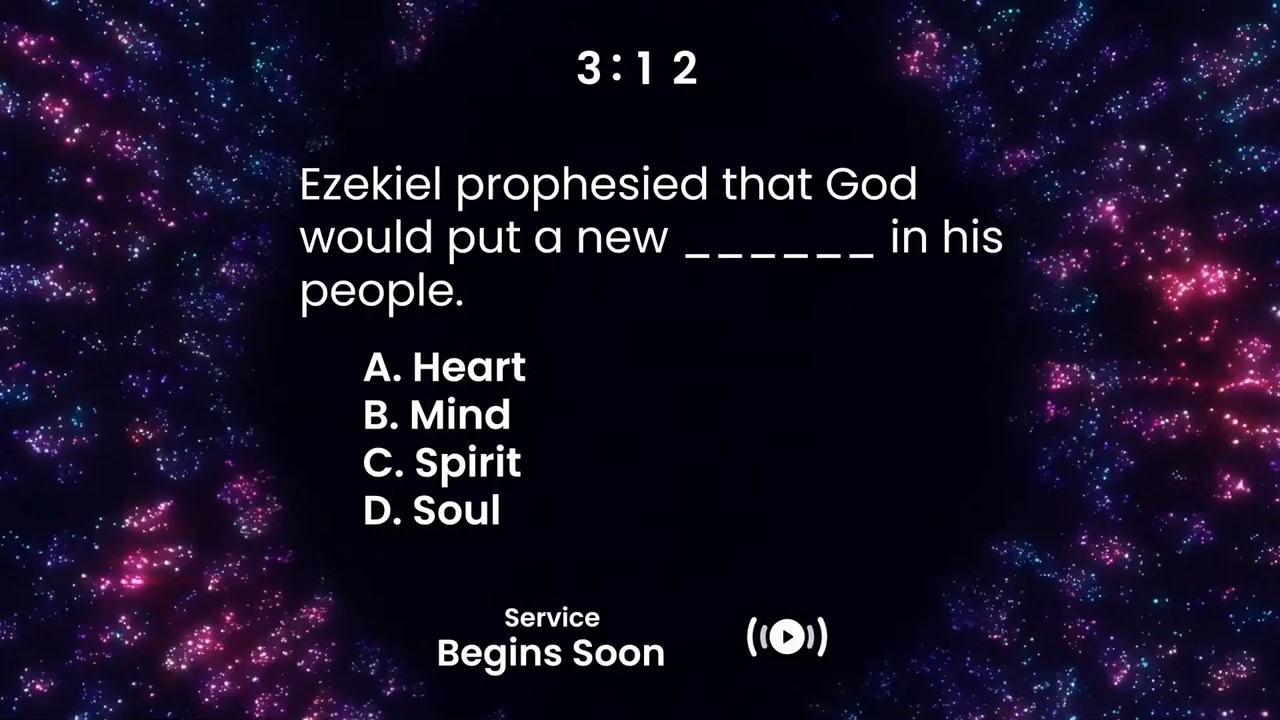 3:12
Ezekiel prophesied that God
would put a new ______ in his
people.
A. Heart
B. Mind
C. Spirit
D. Soul
Service
Begins Soon